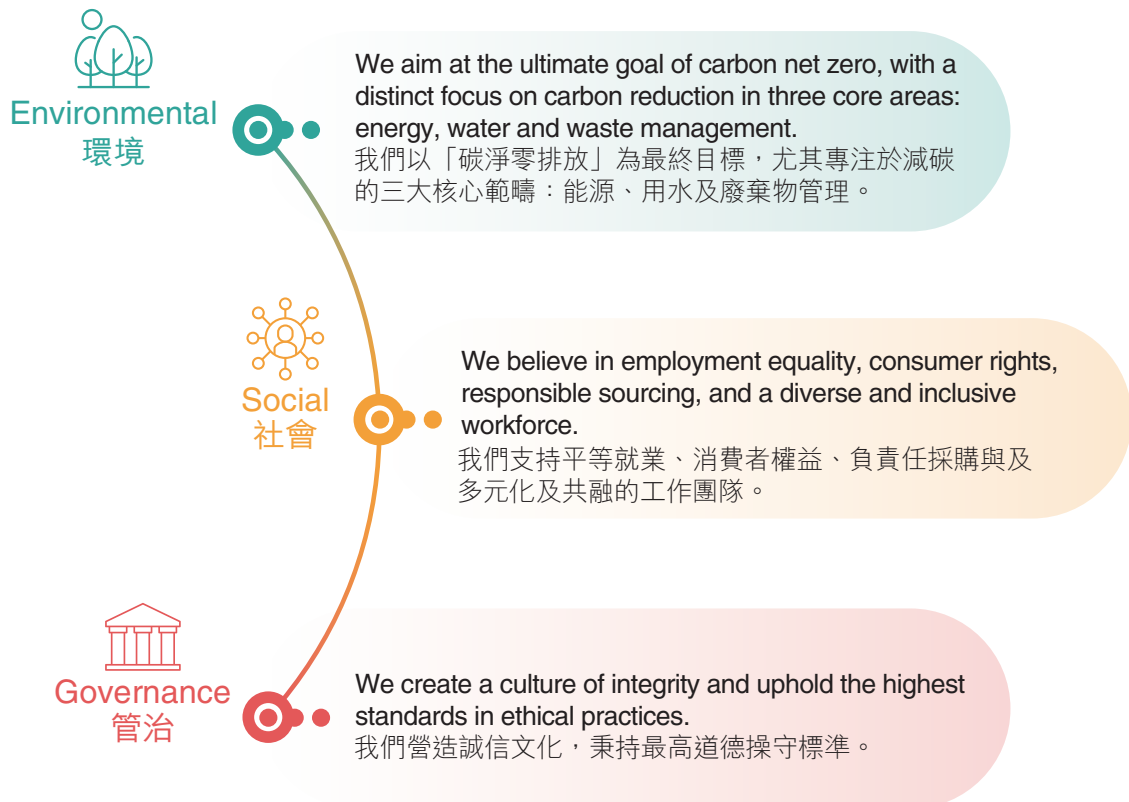 Environmental
環境
We aim at the ultimate goal of carbon net zero, with a
distinct focus on carbon reduction in three core areas:
energy, water and waste management.
我們以「碳淨零排放」為最終目標，尤其專注於減碳
的三大核心範疇：能源、用水及廢棄物管理。
Social
社會
We believe in employment equality, consumer rights,
responsible sourcing, and a diverse and inclusive
workforce.
我們支持平等就業、消費者權益、負責任採購與及
多元化及共融的工作團隊。
Governance
管治
We create a culture of integrity and uphold the highest
standards in ethical practices.
我們營造誠信文化，秉持最高道德操守標準。